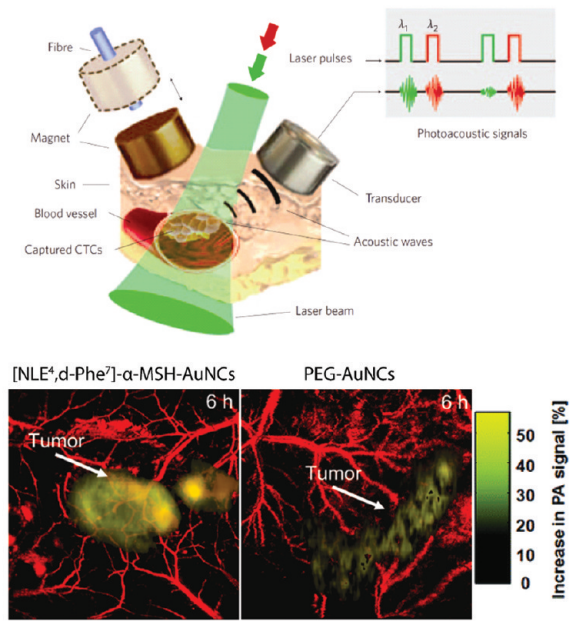 Fibre
λ1 λ2
Laser pulses
Magnet
Photoacoustic signals
Skin
Transducer
Blood vessel
Acoustic waves
Captured CTCs
Laser beam
[NLE⁴,d-Phe⁷]-α-MSH-AuNCs
PEG-AuNCs
6 h
Tumor
6 h
Tumor
50
40
30
20
10
0
Increase in PA signal [%]